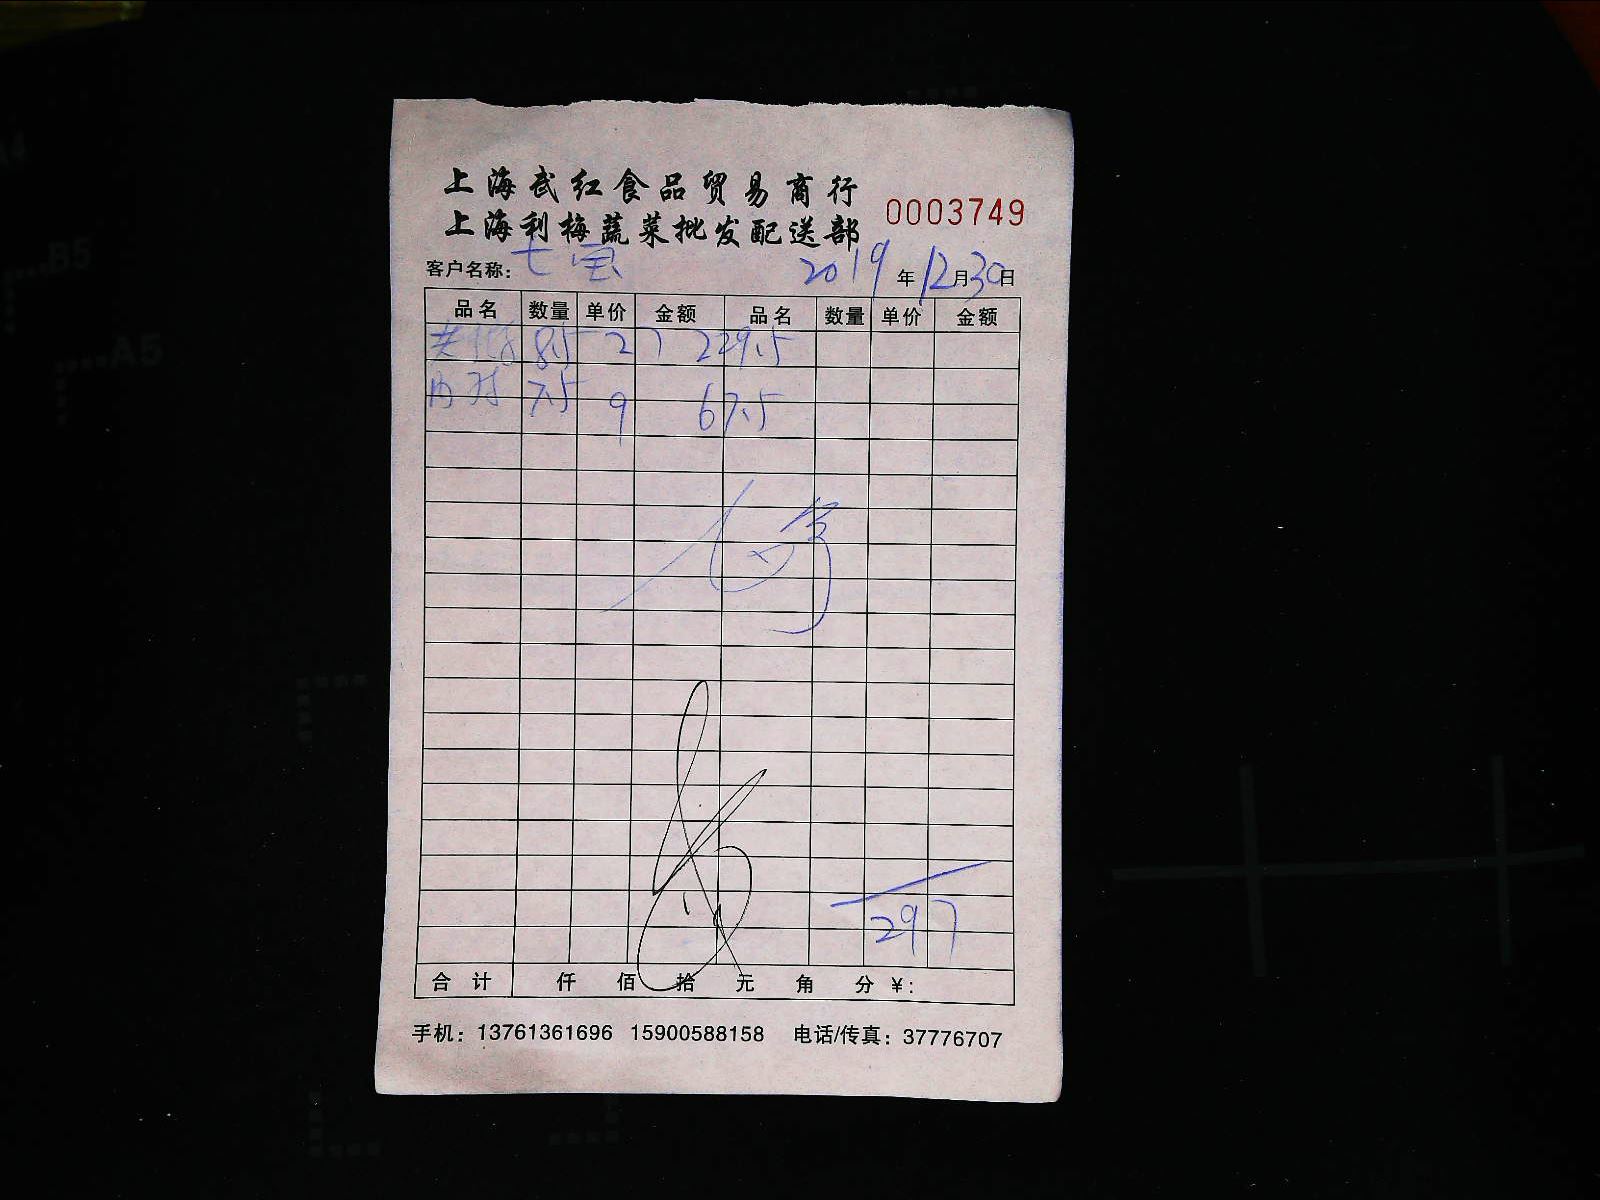 上海武红食品贸易商行
上海利梅蔬菜批发配送部 0003749
客户名称: 七宝 2019年12月30日
品名 数量 单价 金额 品名 数量 单价 金额
8.5 27 229.5
7.5 9 67.5
297
合计 仟 佰 拾 元 角 分 ¥:
手机: 13761361696 15900588158 电话/传真: 37776707
A4
B5
A5